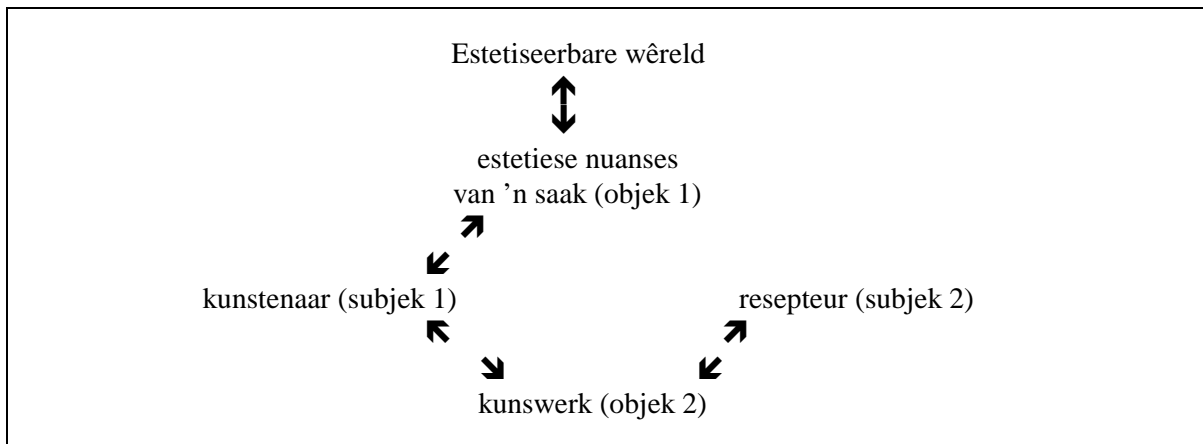 Estetiseerbare wêreld
estetiese nuanses
van ’n saak (objek 1)
kunstenaar (subjek 1)
resepteur (subjek 2)
kunswerk (objek 2)